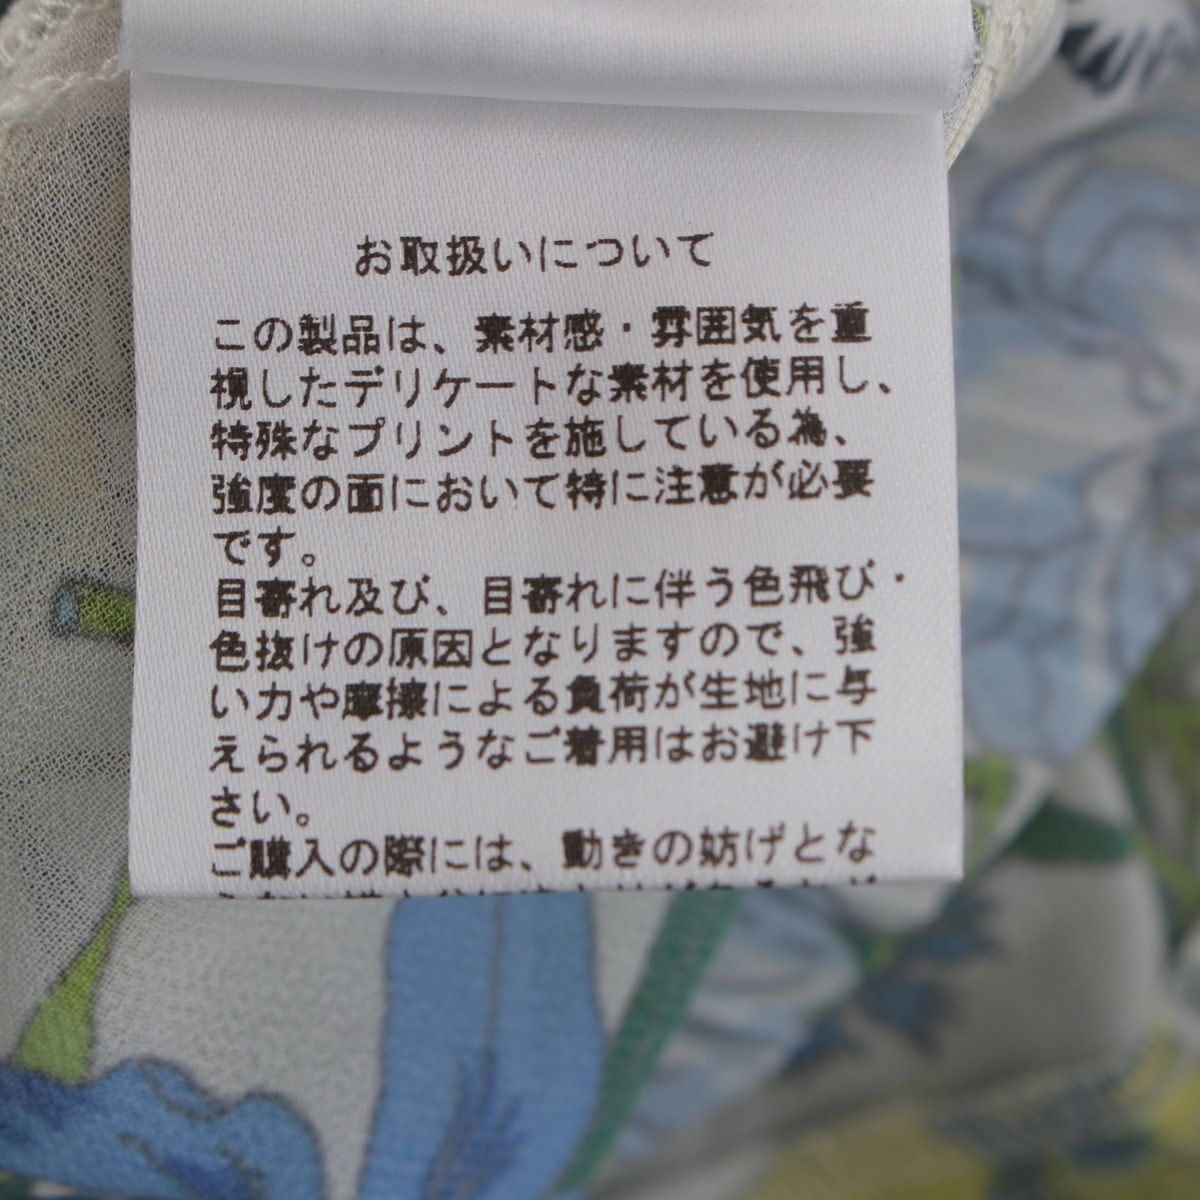 お取扱いについて
この製品は、素材感・雰囲気を重
視したデリケートな素材を使用し、
特殊なプリントを施している為、
強度の面において特に注意が必要
です。
目寄れ及び、目寄れに伴う色飛び・
色抜けの原因となりますので、強
い力や摩擦による負荷が生地に与
えられるようなご着用はお避け下
さい。
ご購入の際には、動きの妨げとな